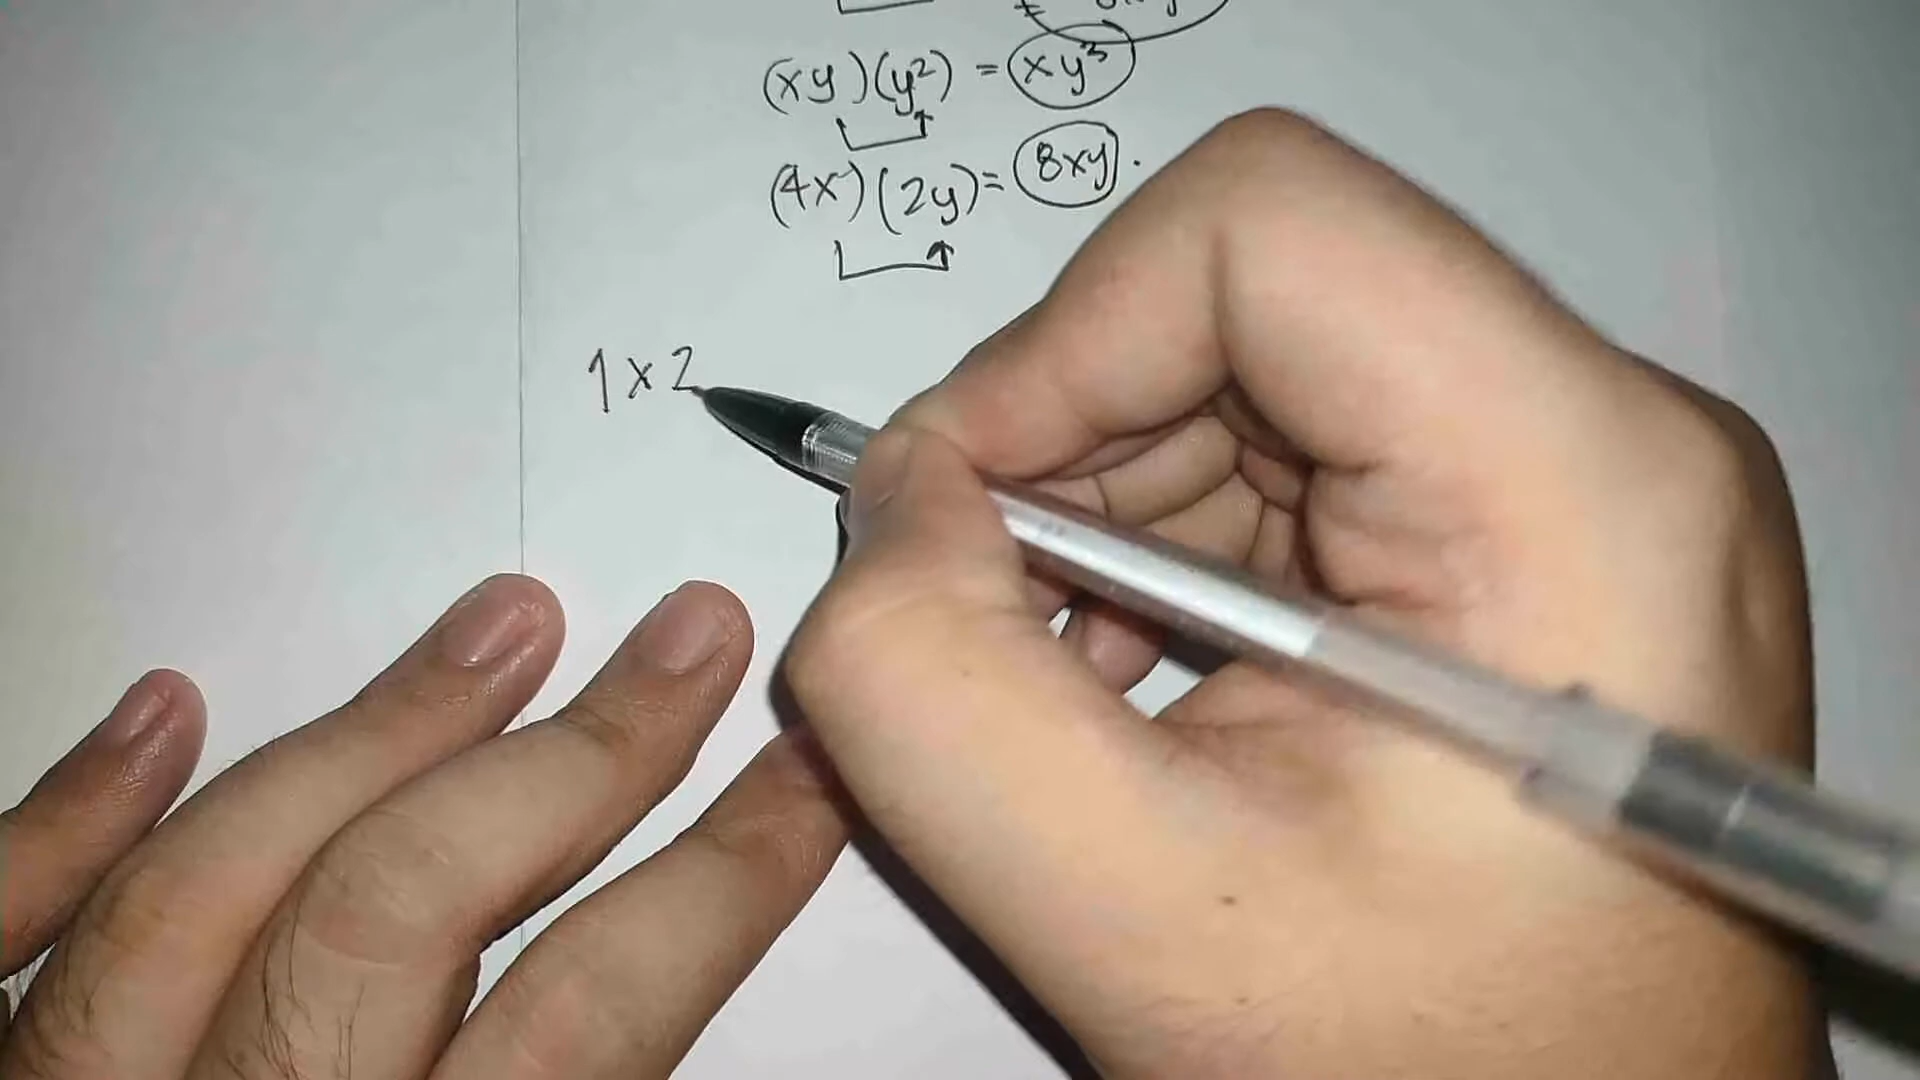 (xy)(y²) = xy³
(4x)(2y) = 8xy.
1 x 2